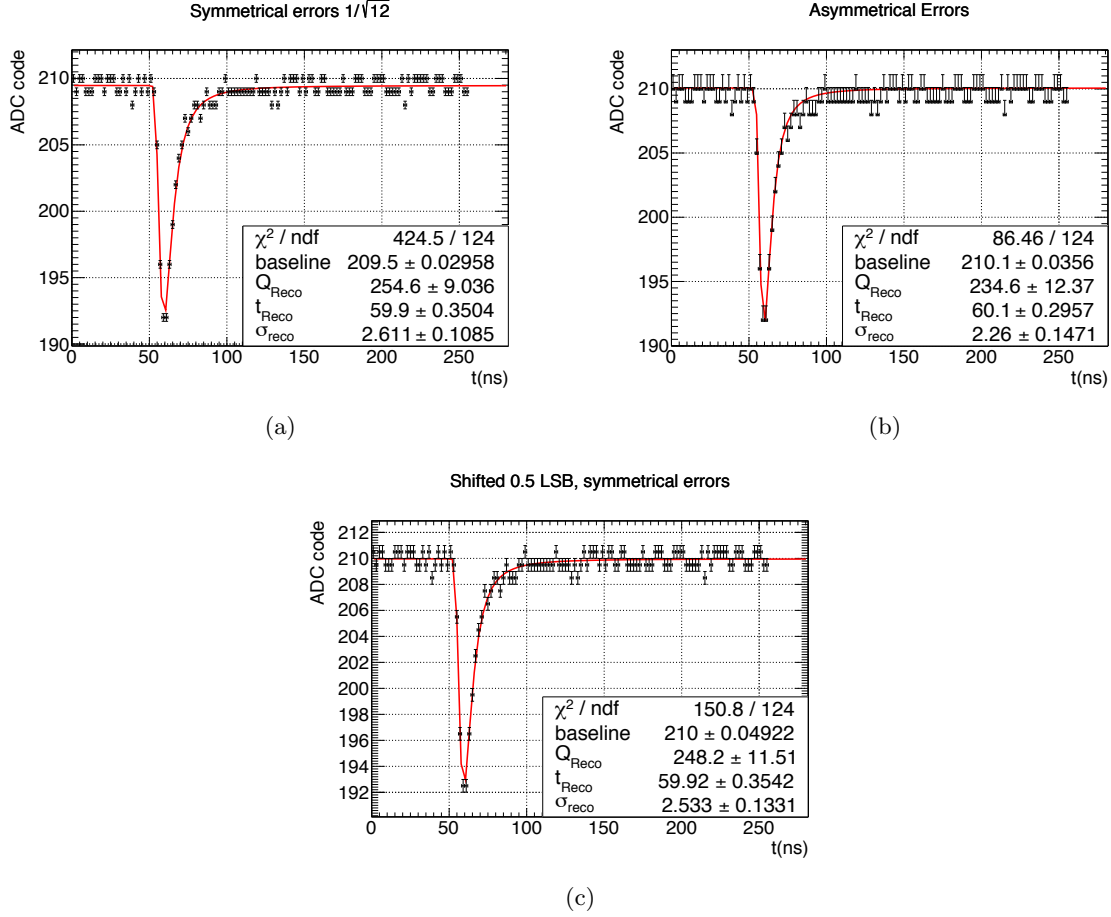 Symmetrical errors 1/√12
ADC code
210
205
200
195
190
0 50 100 150 200 250
t(ns)
χ² / ndf 424.5 / 124
baseline 209.5 ± 0.02958
Q_Reco 254.6 ± 9.036
t_Reco 59.9 ± 0.3504
σ_reco 2.611 ± 0.1085
(a)
Asymmetrical Errors
ADC code
210
205
200
195
190
0 50 100 150 200 250
t(ns)
χ² / ndf 86.46 / 124
baseline 210.1 ± 0.0356
Q_Reco 234.6 ± 12.37
t_Reco 60.1 ± 0.2957
σ_reco 2.26 ± 0.1471
(b)
Shifted 0.5 LSB, symmetrical errors
ADC code
212
210
208
206
204
202
200
198
196
194
192
0 50 100 150 200 250
t(ns)
χ² / ndf 150.8 / 124
baseline 210 ± 0.04922
Q_Reco 248.2 ± 11.51
t_Reco 59.92 ± 0.3542
σ_reco 2.533 ± 0.1331
(c)